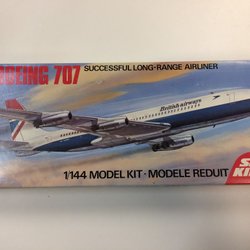 BOEING 707
SUCCESSFUL LONG-RANGE AIRLINER
British airways
1/144 MODEL KIT · MODELE REDUIT